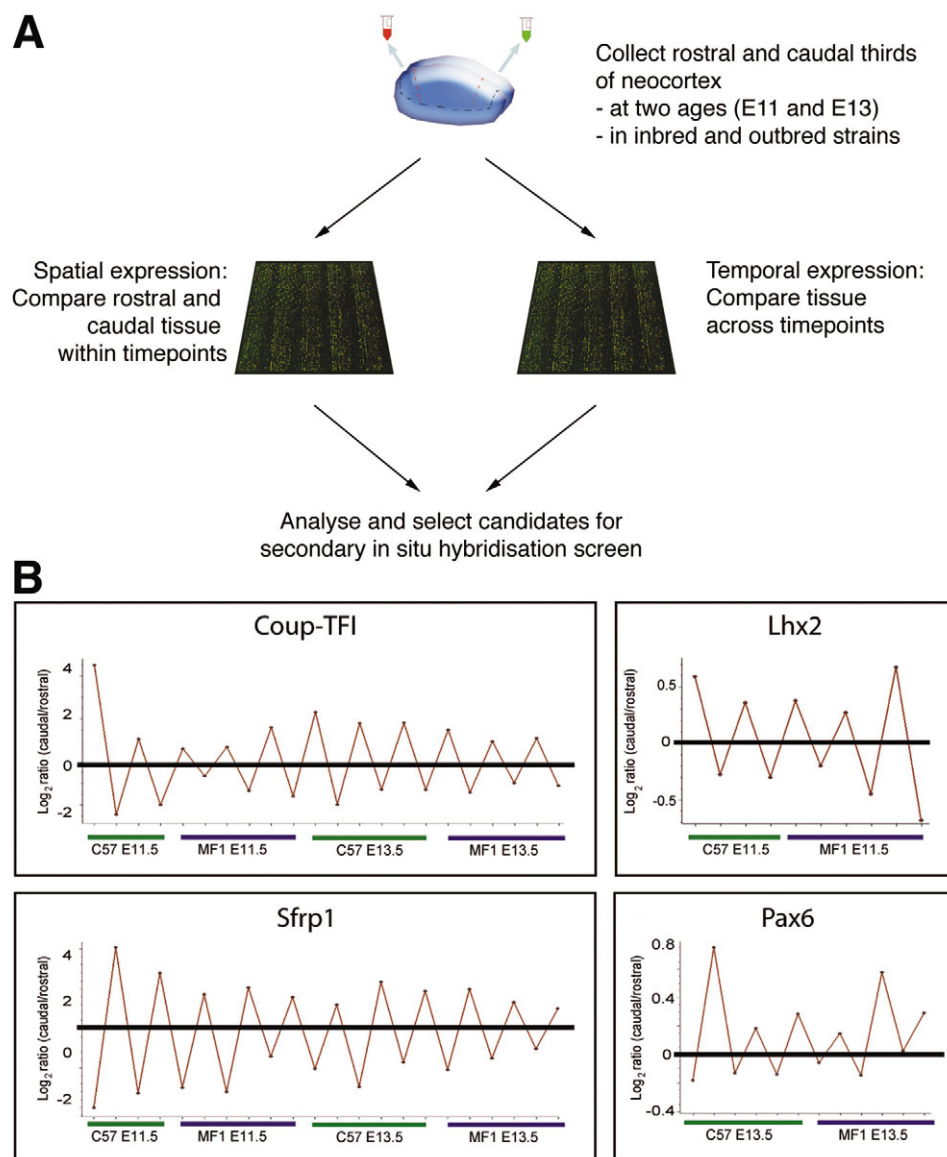 A
Collect rostral and caudal thirds
of neocortex
- at two ages (E11 and E13)
- in inbred and outbred strains
Spatial expression:
Compare rostral and
caudal tissue
within timepoints
Temporal expression:
Compare tissue
across timepoints
Analyse and select candidates for
secondary in situ hybridisation screen
B
Coup-TFI
Log2 ratio (caudal/rostral)
4
2
0
-2
C57 E11.5
MF1 E11.5
C57 E13.5
MF1 E13.5
Lhx2
Log2 ratio (caudal/rostral)
0.5
0
-0.5
C57 E11.5
MF1 E11.5
Sfrp1
Log2 ratio (caudal/rostral)
4
2
0
-2
C57 E11.5
MF1 E11.5
C57 E13.5
MF1 E13.5
Pax6
Log2 ratio (caudal/rostral)
0.8
0.4
0
-0.4
C57 E13.5
MF1 E13.5